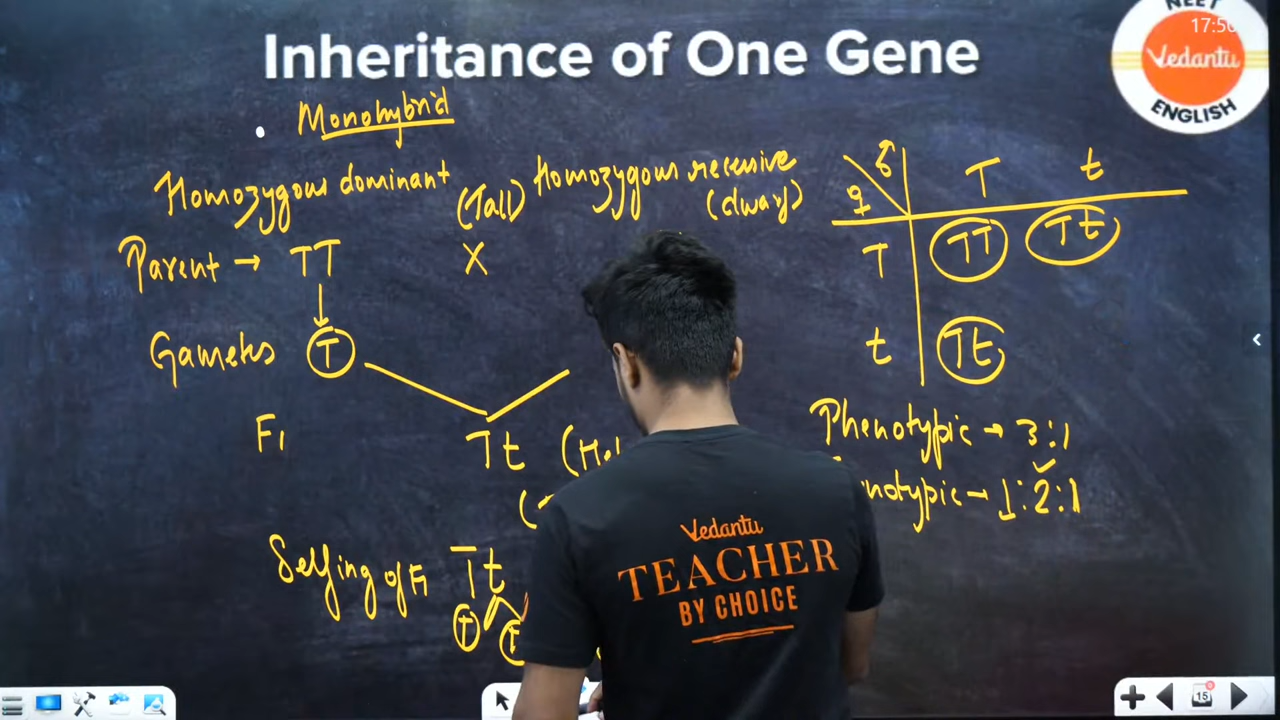 Inheritance of One Gene
NEET
17:50
Vedantu
ENGLISH
Monohybrid
Homozygous dominant (Tall) Homozygous recessive
(dwarf)
Parent → TT X
Gametes T
F1 Tt
Selfing of F1 Tt
T t
♂ T t
♀
T TT Tt
t Tt
Phenotypic → 3:1
→ 1:2:1
Vedantu
TEACHER
BY CHOICE
15